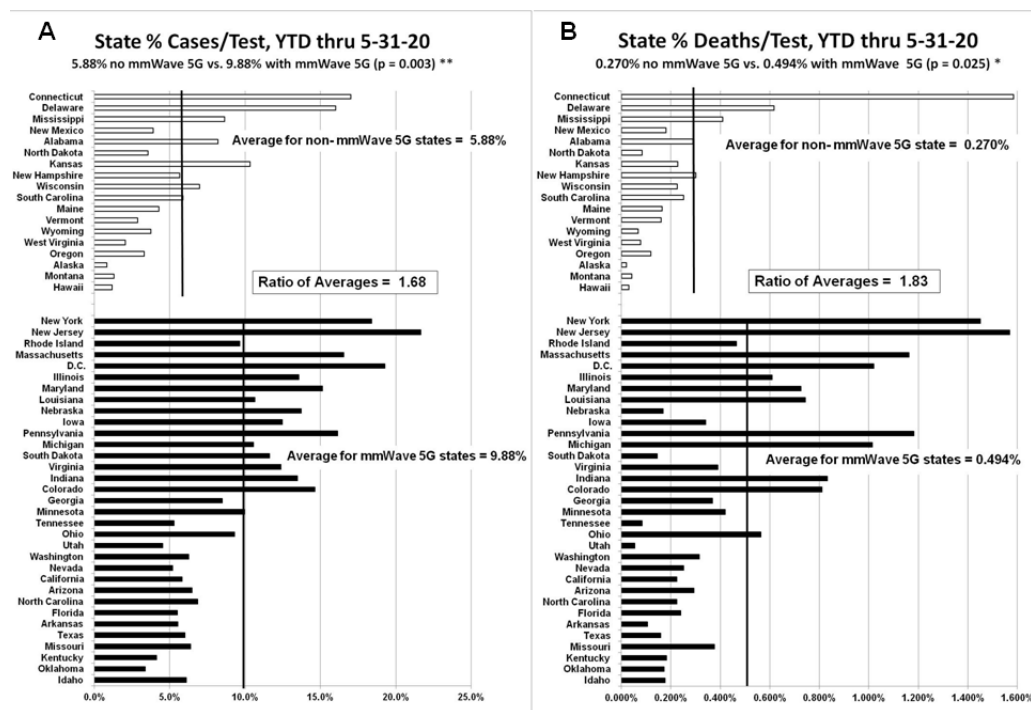 A
State % Cases/Test, YTD thru 5-31-20
5.88% no mmWave 5G vs. 9.88% with mmWave 5G (p = 0.003) **
Connecticut
Delaware
Mississippi
New Mexico
Alabama
North Dakota
Kansas
New Hampshire
Wisconsin
South Carolina
Maine
Vermont
Wyoming
West Virginia
Oregon
Alaska
Montana
Hawaii
Average for non- mmWave 5G states = 5.88%
Ratio of Averages = 1.68
New York
New Jersey
Rhode Island
Massachusetts
D.C.
Illinois
Maryland
Louisiana
Nebraska
Iowa
Pennsylvania
Michigan
South Dakota
Virginia
Indiana
Colorado
Georgia
Minnesota
Tennessee
Ohio
Utah
Washington
Nevada
California
Arizona
North Carolina
Florida
Arkansas
Texas
Missouri
Kentucky
Oklahoma
Idaho
Average for mmWave 5G states = 9.88%
0.0% 5.0% 10.0% 15.0% 20.0% 25.0%
B
State % Deaths/Test, YTD thru 5-31-20
0.270% no mmWave 5G vs. 0.494% with mmWave 5G (p = 0.025) *
Connecticut
Delaware
Mississippi
New Mexico
Alabama
North Dakota
Kansas
New Hampshire
Wisconsin
South Carolina
Maine
Vermont
Wyoming
West Virginia
Oregon
Alaska
Montana
Hawaii
Average for non- mmWave 5G state = 0.270%
Ratio of Averages = 1.83
New York
New Jersey
Rhode Island
Massachusetts
D.C.
Illinois
Maryland
Louisiana
Nebraska
Iowa
Pennsylvania
Michigan
South Dakota
Virginia
Indiana
Colorado
Georgia
Minnesota
Tennessee
Ohio
Utah
Washington
Nevada
California
Arizona
North Carolina
Florida
Arkansas
Texas
Missouri
Kentucky
Oklahoma
Idaho
Average for mmWave 5G states = 0.494%
0.000% 0.200% 0.400% 0.600% 0.800% 1.000% 1.200% 1.400% 1.600%